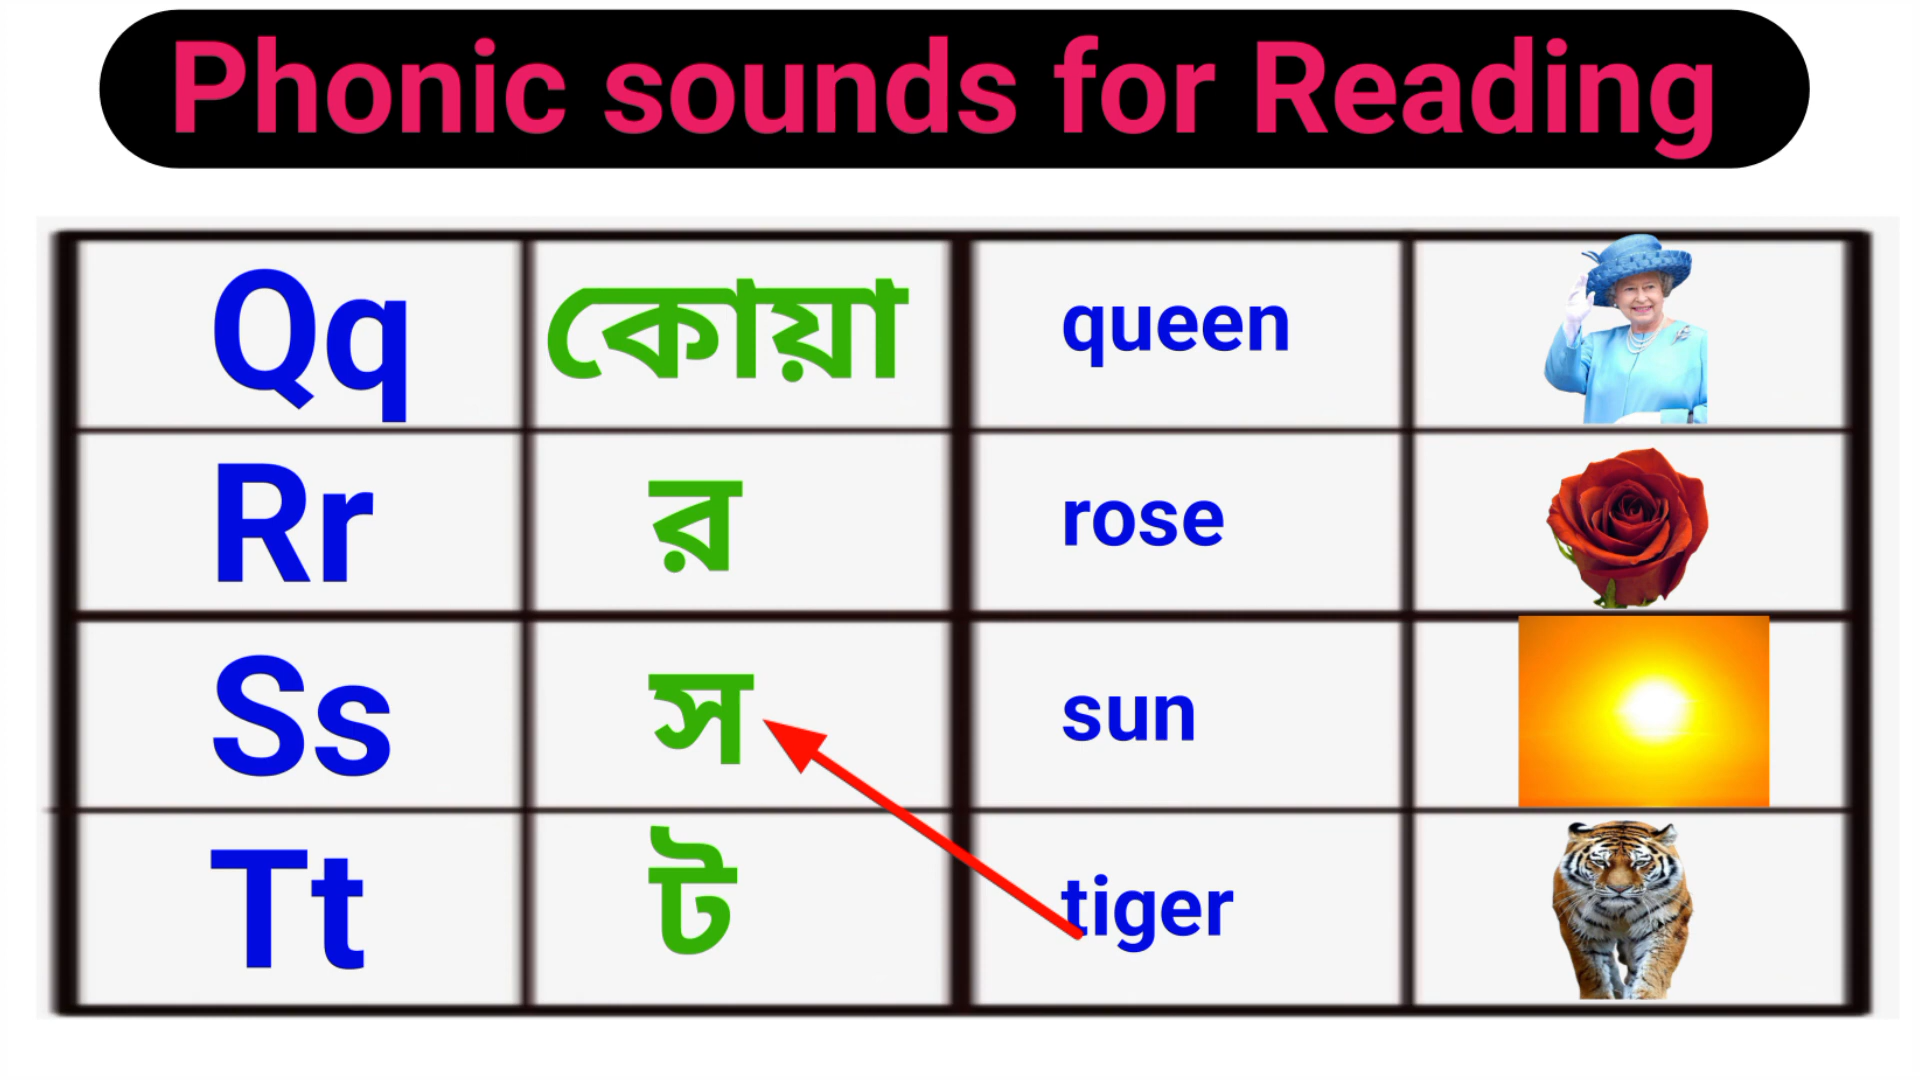 Phonic sounds for Reading
Qq কোয়া queen
Rr র rose
Ss স sun
Tt ট tiger